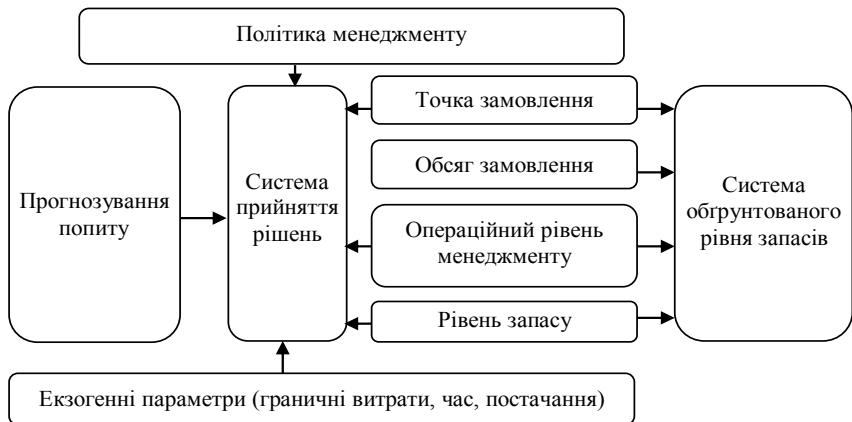 Політика менеджменту
Прогнозування
попиту
Система
прийняття
рішень
Точка замовлення
Обсяг замовлення
Операційний рівень
менеджменту
Рівень запасу
Система
обґрунтованого
рівня запасів
Екзогенні параметри (граничні витрати, час, постачання)